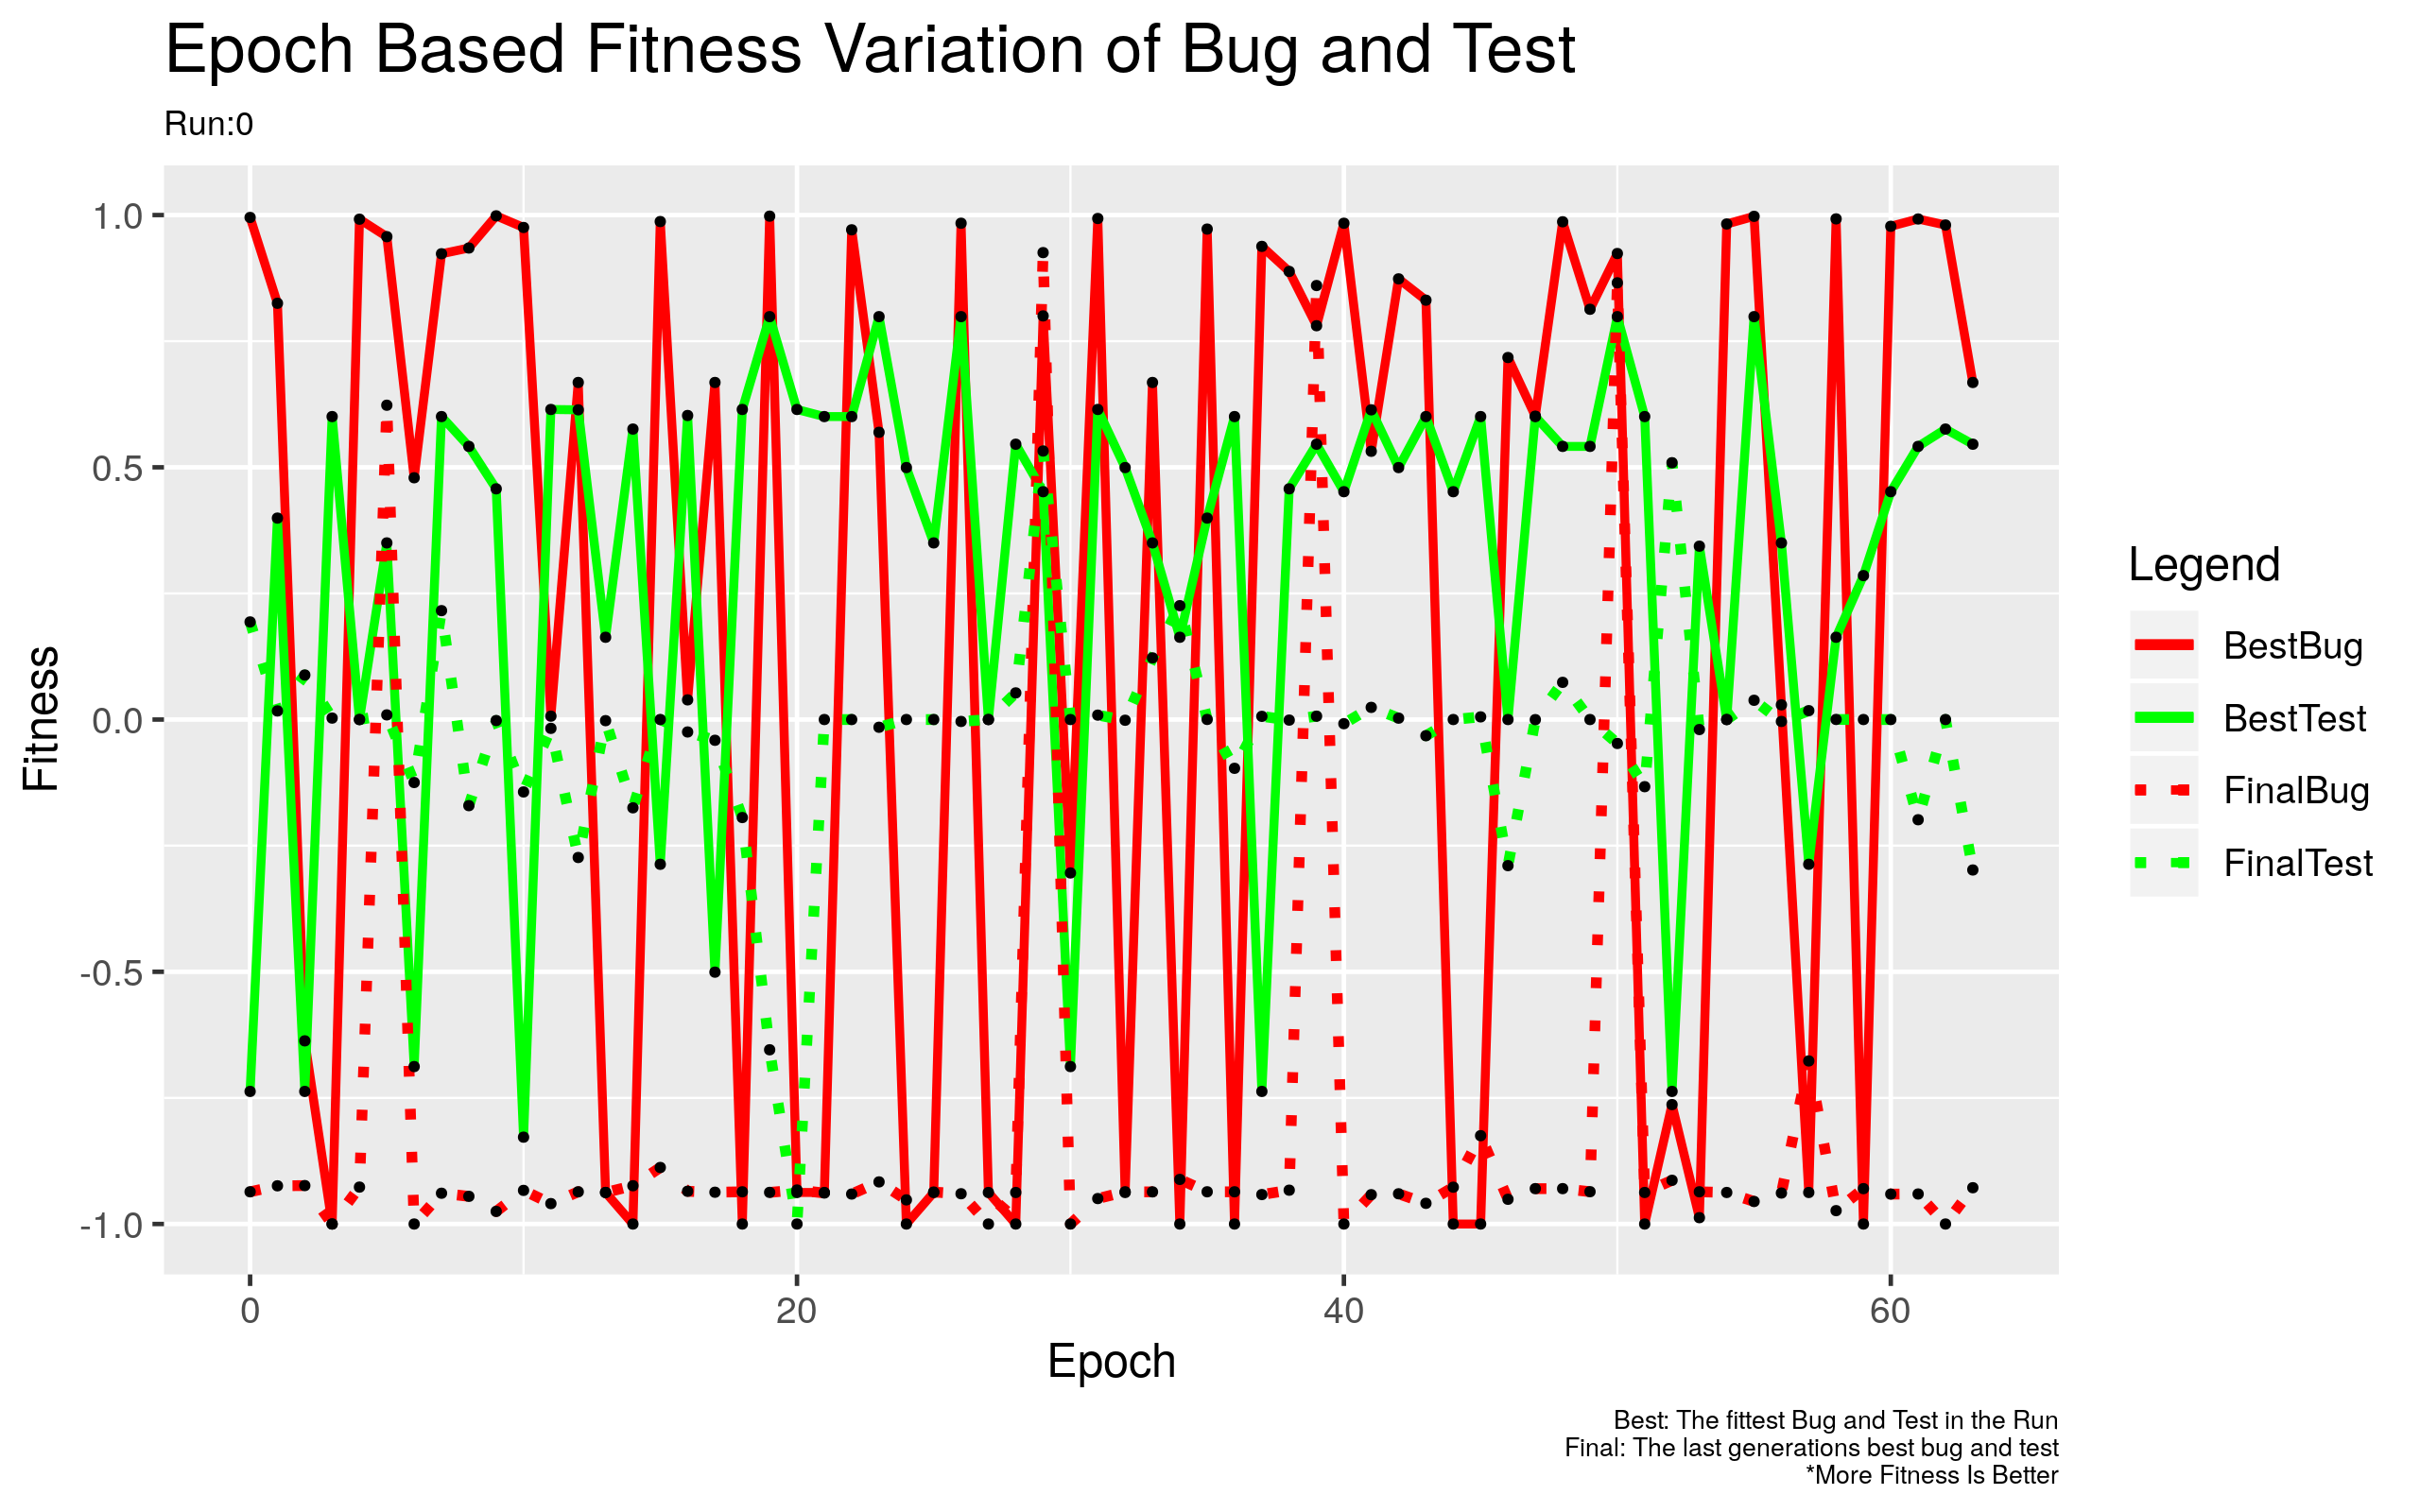 Epoch Based Fitness Variation of Bug and Test
Run:0
1.0
0.5
0.0
-0.5
-1.0
Fitness
0
20
40
60
Epoch
Legend
BestBug
BestTest
FinalBug
FinalTest
Best: The fittest Bug and Test in the Run
Final: The last generations best bug and test
*More Fitness Is Better